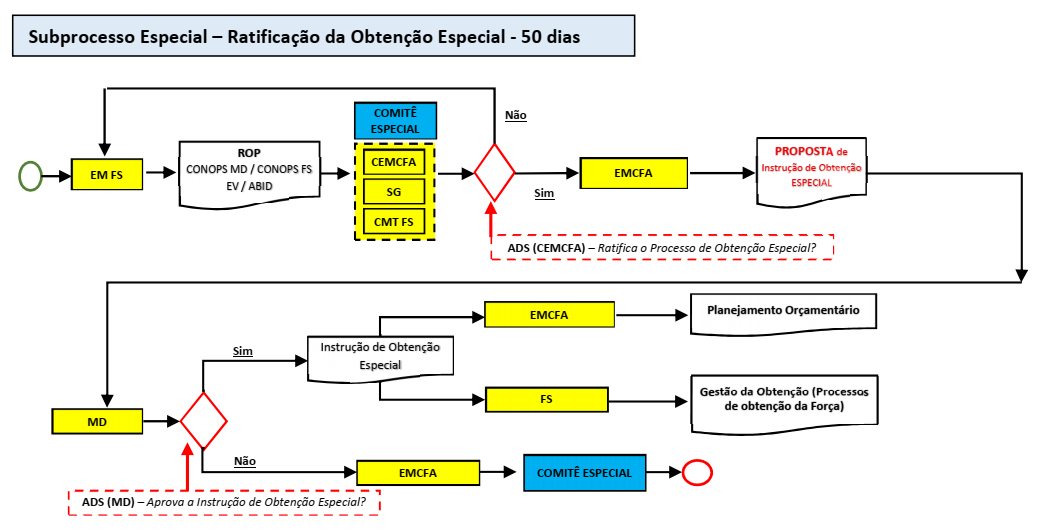 Subprocesso Especial – Ratificação da Obtenção Especial - 50 dias
Não
COMITÊ
ESPECIAL
EM FS
ROP
CONOPS MD / CONOPS FS
EV / ABID
CEMCFA
SG
CMT FS
Sim
EMCFA
PROPOSTA de
Instrução de Obtenção
ESPECIAL
ADS (CEMCFA) – Ratifica o Processo de Obtenção Especial?
EMCFA
Planejamento Orçamentário
Sim
Instrução de Obtenção
Especial
FS
Gestão da Obtenção (Processos
de obtenção da Força)
MD
Não
EMCFA
COMITÊ ESPECIAL
ADS (MD) – Aprova a Instrução de Obtenção Especial?